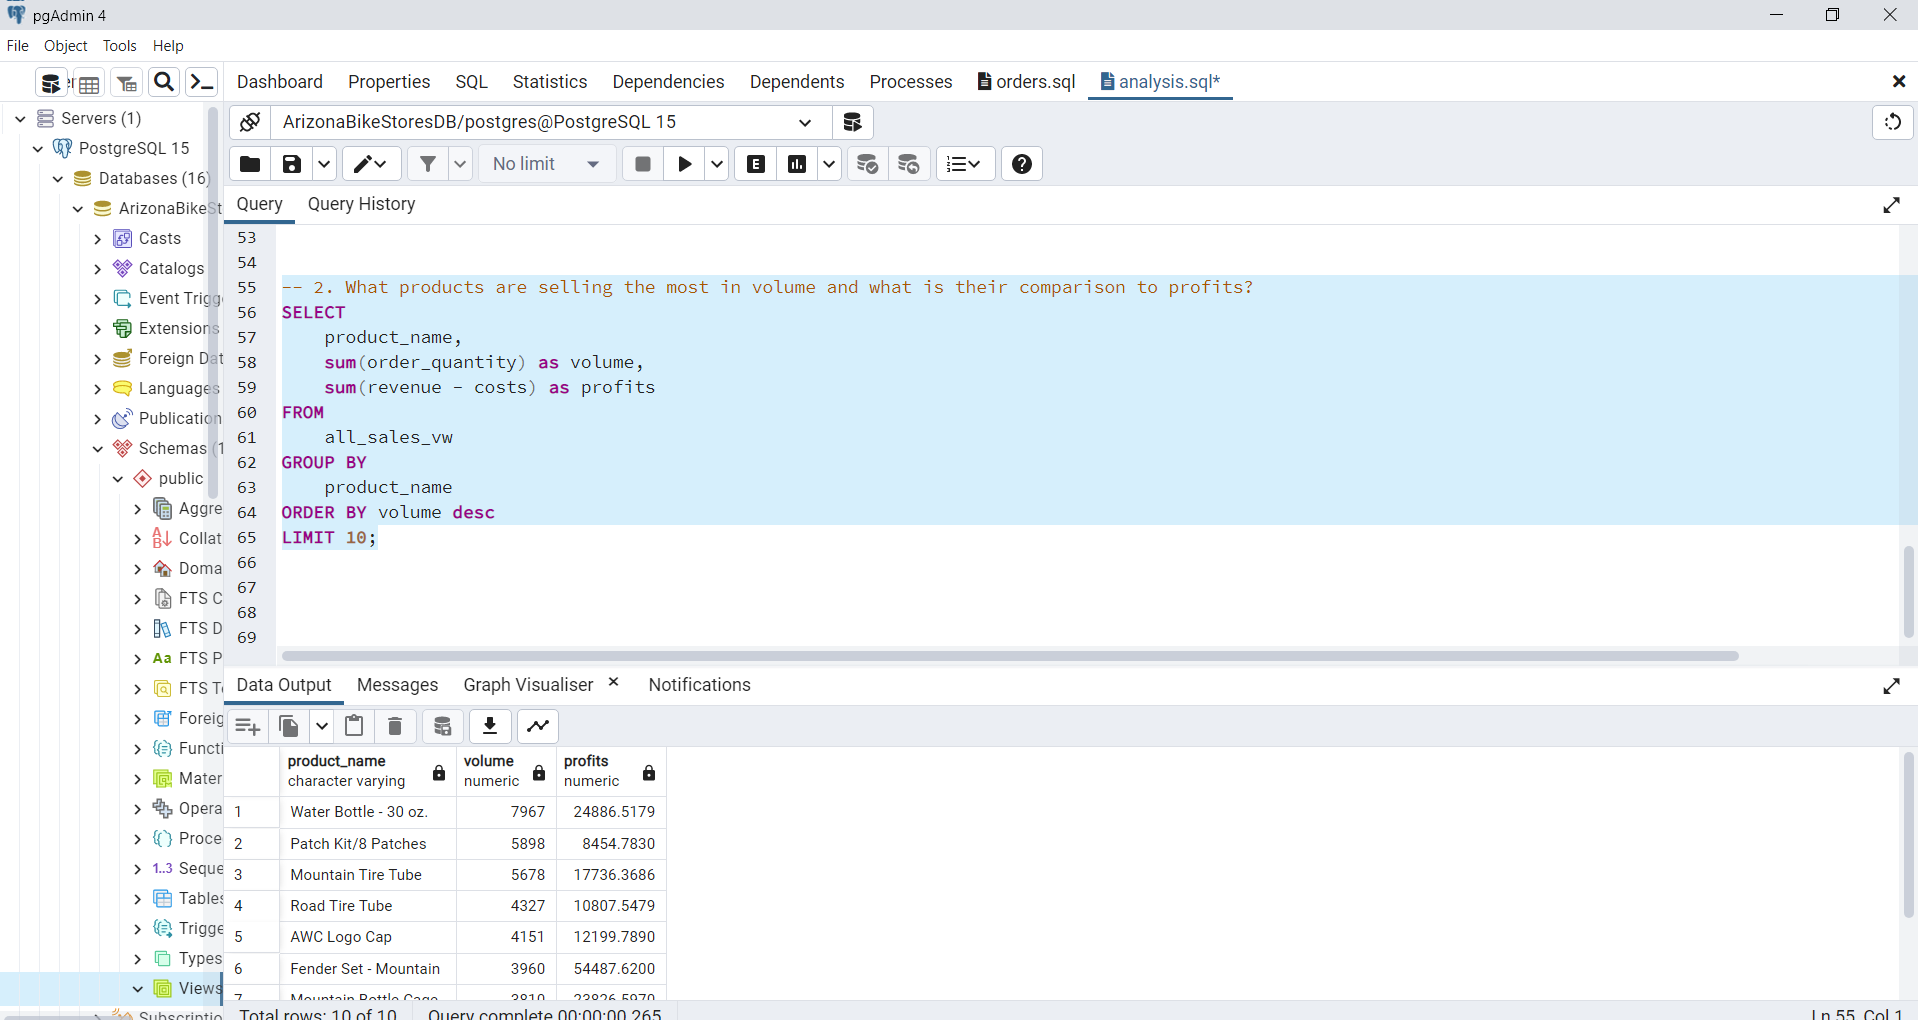 pgAdmin 4
File Object Tools Help
Dashboard Properties SQL Statistics Dependencies Dependents Processes orders.sql analysis.sql*
Servers (1)
PostgreSQL 15
Databases (16)
ArizonaBikeSt
Casts
Catalogs
Event Trigg
Extensions
Foreign Dat
Languages
Publication
Schemas (1
public
Aggre
Collat
Doma
FTS C
FTS D
Aa FTS P
FTS Te
Foreig
Functi
Mater
Opera
Proce
1..3 Seque
Tables
Trigge
Types
Views
Subscriptio
ArizonaBikeStoresDB/postgres@PostgreSQL 15
No limit
E
Query Query History
53
54
55 -- 2. What products are selling the most in volume and what is their comparison to profits?
56 SELECT
57 product_name,
58 sum(order_quantity) as volume,
59 sum(revenue - costs) as profits
60 FROM
61 all_sales_vw
62 GROUP BY
63 product_name
64 ORDER BY volume desc
65 LIMIT 10;
66
67
68
69
Data Output Messages Graph Visualiser × Notifications
product_name volume profits
character varying numeric numeric
1 Water Bottle - 30 oz. 7967 24886.5179
2 Patch Kit/8 Patches 5898 8454.7830
3 Mountain Tire Tube 5678 17736.3686
4 Road Tire Tube 4327 10807.5479
5 AWC Logo Cap 4151 12199.7890
6 Fender Set - Mountain 3960 54487.6200
7 Mountain Bottle Cage 3810 23826.5970
Total rows: 10 of 10 Query complete 00:00:00.265 Ln 55, Col 1